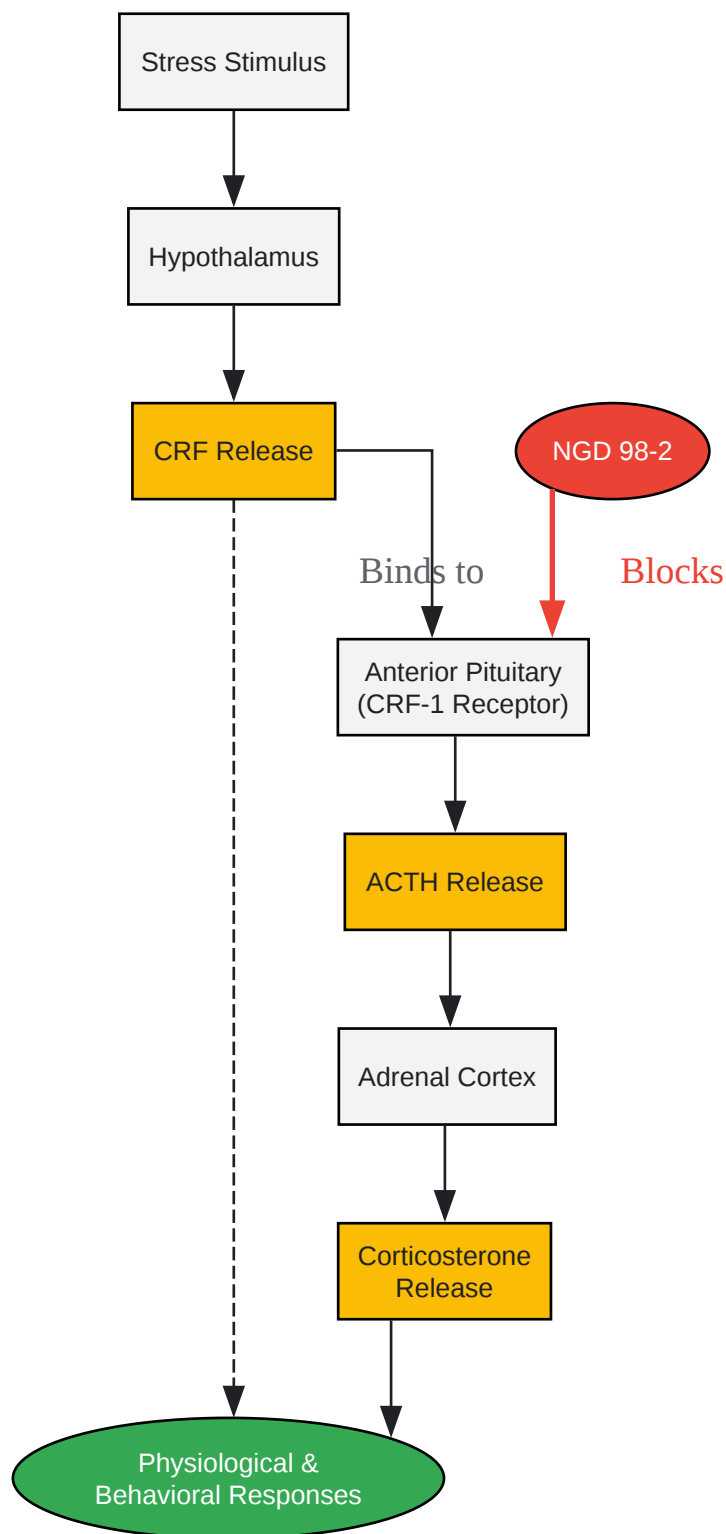 Stress Stimulus
Hypothalamus
CRF Release
NGD 98-2
Binds to
Blocks
Anterior Pituitary
(CRF-1 Receptor)
ACTH Release
Adrenal Cortex
Corticosterone
Release
Physiological &
Behavioral Responses